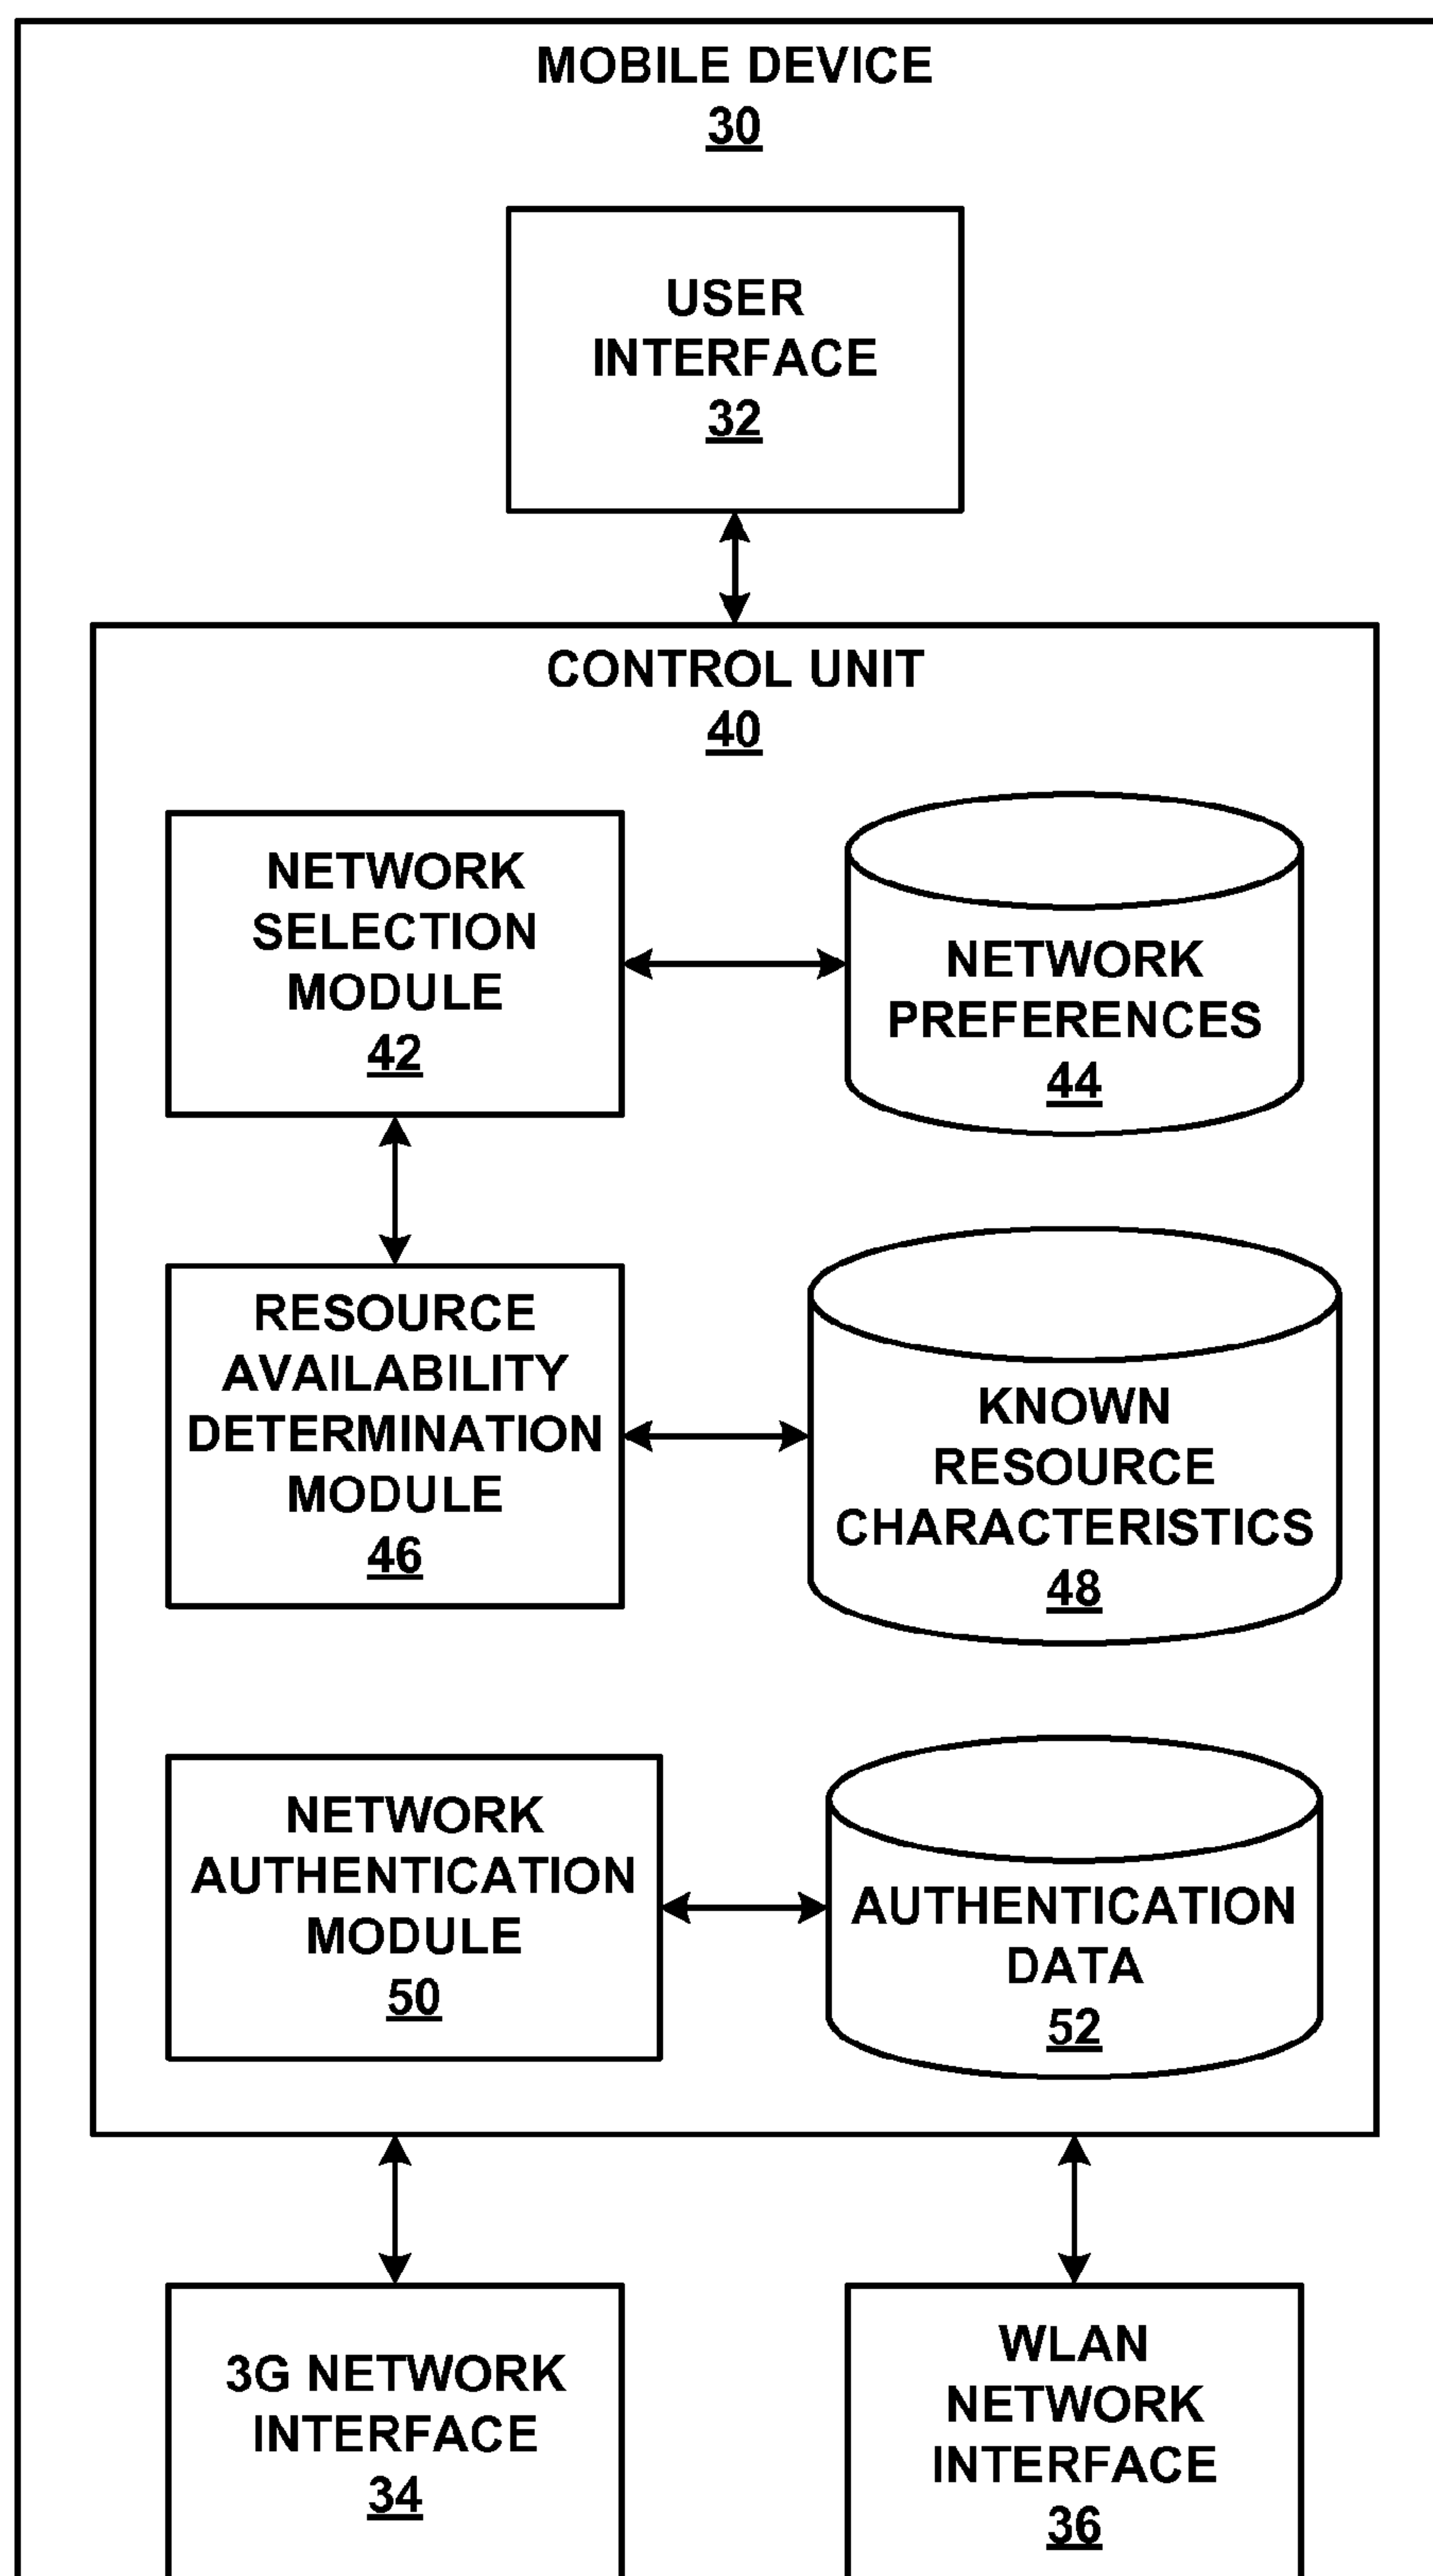 MOBILE DEVICE
30
USER
INTERFACE
32
CONTROL UNIT
40
NETWORK
SELECTION
MODULE
42
NETWORK
PREFERENCES
44
RESOURCE
AVAILABILITY
DETERMINATION
MODULE
46
KNOWN
RESOURCE
CHARACTERISTICS
48
NETWORK
AUTHENTICATION
MODULE
50
AUTHENTICATION
DATA
52
3G NETWORK
INTERFACE
34
WLAN
NETWORK
INTERFACE
36